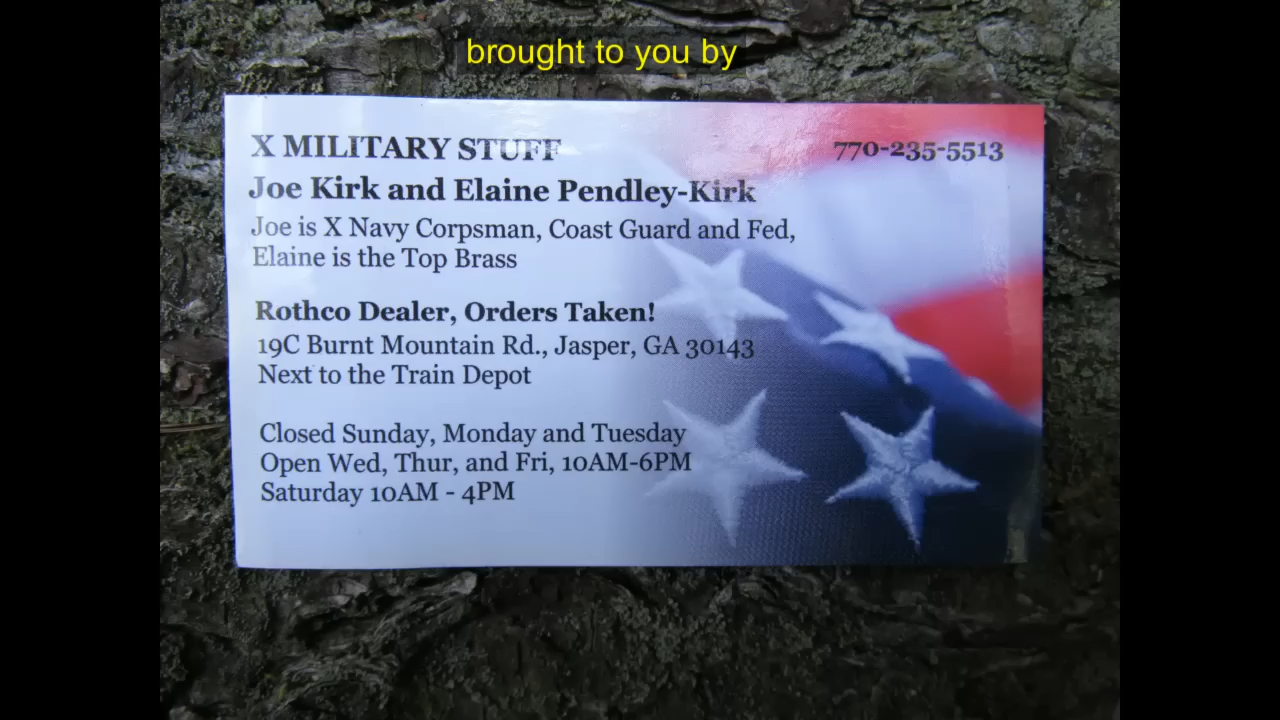 brought to you by
X MILITARY STUFF
770-235-5513
Joe Kirk and Elaine Pendley-Kirk
Joe is X Navy Corpsman, Coast Guard and Fed,
Elaine is the Top Brass
Rothco Dealer, Orders Taken!
19C Burnt Mountain Rd., Jasper, GA 30143
Next to the Train Depot
Closed Sunday, Monday and Tuesday
Open Wed, Thur, and Fri, 10AM-6PM
Saturday 10AM - 4PM